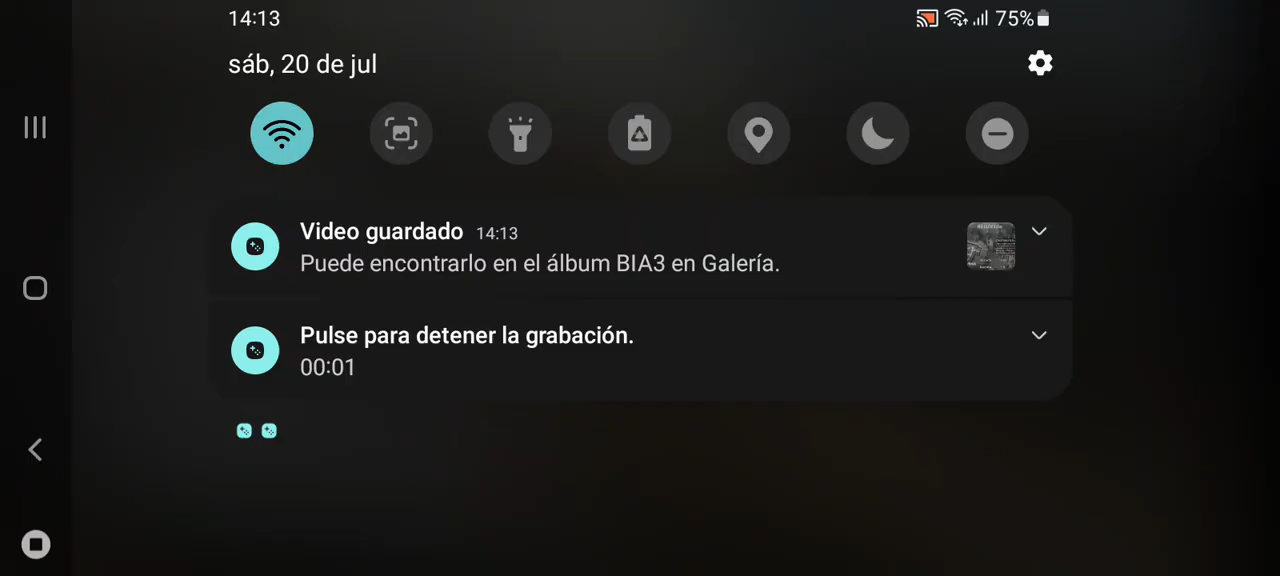 14:13
75%
sáb, 20 de jul
Video guardado 14:13
Puede encontrarlo en el álbum BIA3 en Galería.
Pulse para detener la grabación.
00:01